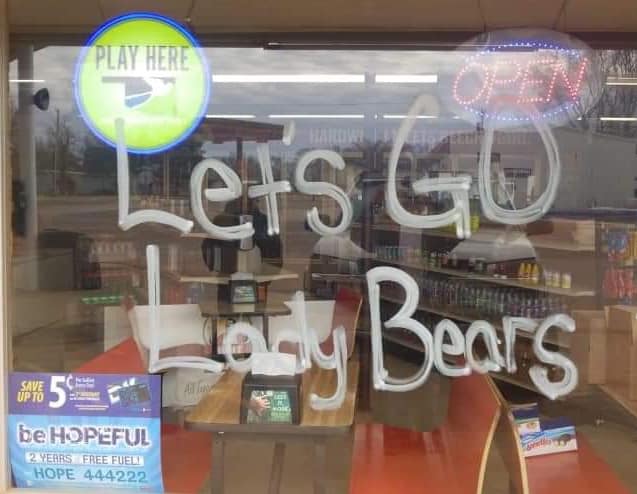 PLAY HERE
OPEN
Let's GO
Lady Bears
SAVE
UP TO
5¢
be HOPEFUL
2 YEARS FREE FUEL!
HOPE 444222